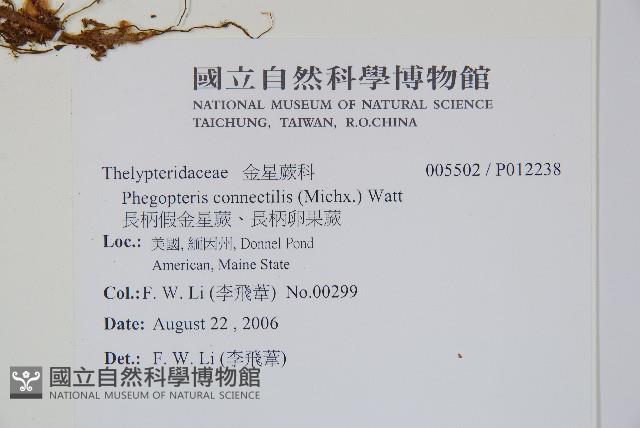 國立自然科學博物館
NATIONAL MUSEUM OF NATURAL SCIENCE
TAICHUNG, TAIWAN, R.O.CHINA
Thelypteridaceae 金星蕨科 005502 / P012238
Phegopteris connectilis (Michx.) Watt
長柄假金星蕨、長柄卵果蕨
Loc.: 美國, 緬因州, Donnel Pond
American, Maine State
Col.:F. W. Li (李飛葦) No.00299
Date: August 22 , 2006
Det.: F. W. Li (李飛葦)
國立自然科學博物館
NATIONAL MUSEUM OF NATURAL SCIENCE